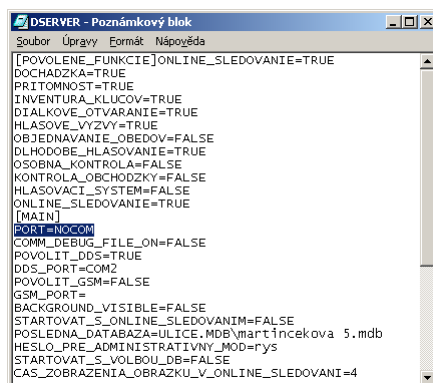 DSERVER - Poznámkový blok
Soubor Úpravy Formát Nápověda
[POVOLENE_FUNKCIE]ONLINE_SLEDOVANIE=TRUE
DOCHADZKA=TRUE
PRITOMNOST=TRUE
INVENTURA_KLUCOV=TRUE
DIALKOVE_OTVARANIE=TRUE
HLASOVE_VYZVY=TRUE
OBJEDNAVANIE_OBEDOV=FALSE
DLHODOBE_HLASOVANIE=TRUE
OSOBNA_KONTROLA=FALSE
KONTROLA_OBCHODZKY=FALSE
HLASOVACI_SYSTEM=FALSE
ONLINE_SLEDOVANIE=TRUE
[MAIN]
PORT=NOCOM
COMM_DEBUG_FILE_ON=FALSE
POVOLIT_DDS=TRUE
DDS_PORT=COM2
POVOLIT_GSM=FALSE
GSM_PORT=
BACKGROUND_VISIBLE=FALSE
STARTOVAT_S_ONLINE_SLEDOVANIM=FALSE
POSLEDNA_DATABAZA=ULICE.MDB\martincekova 5.mdb
HESLO_PRE_ADMINISTRATIVNY_MOD=rys
STARTOVAT_S_VOLBOU_DB=FALSE
CAS_ZOBRAZENIA_OBRAZKU_V_ONLINE_SLEDOVANI=4